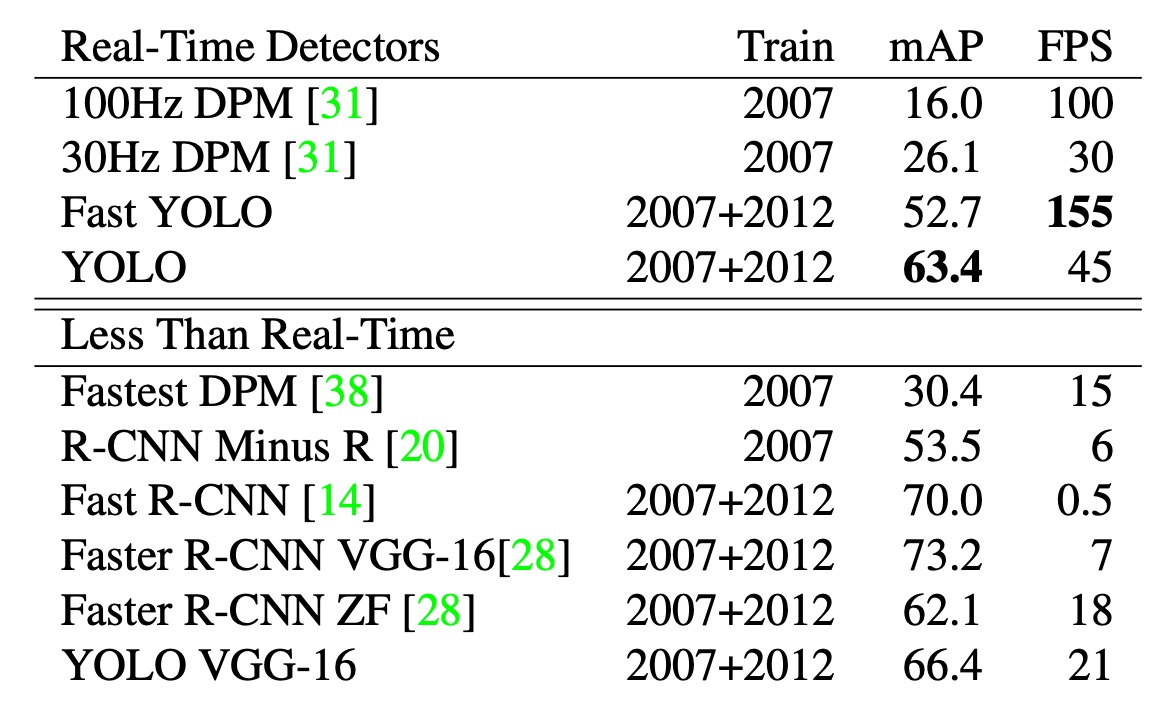 Real-Time Detectors Train mAP FPS
100Hz DPM [31] 2007 16.0 100
30Hz DPM [31] 2007 26.1 30
Fast YOLO 2007+2012 52.7 155
YOLO 2007+2012 63.4 45
Less Than Real-Time
Fastest DPM [38] 2007 30.4 15
R-CNN Minus R [20] 2007 53.5 6
Fast R-CNN [14] 2007+2012 70.0 0.5
Faster R-CNN VGG-16[28] 2007+2012 73.2 7
Faster R-CNN ZF [28] 2007+2012 62.1 18
YOLO VGG-16 2007+2012 66.4 21